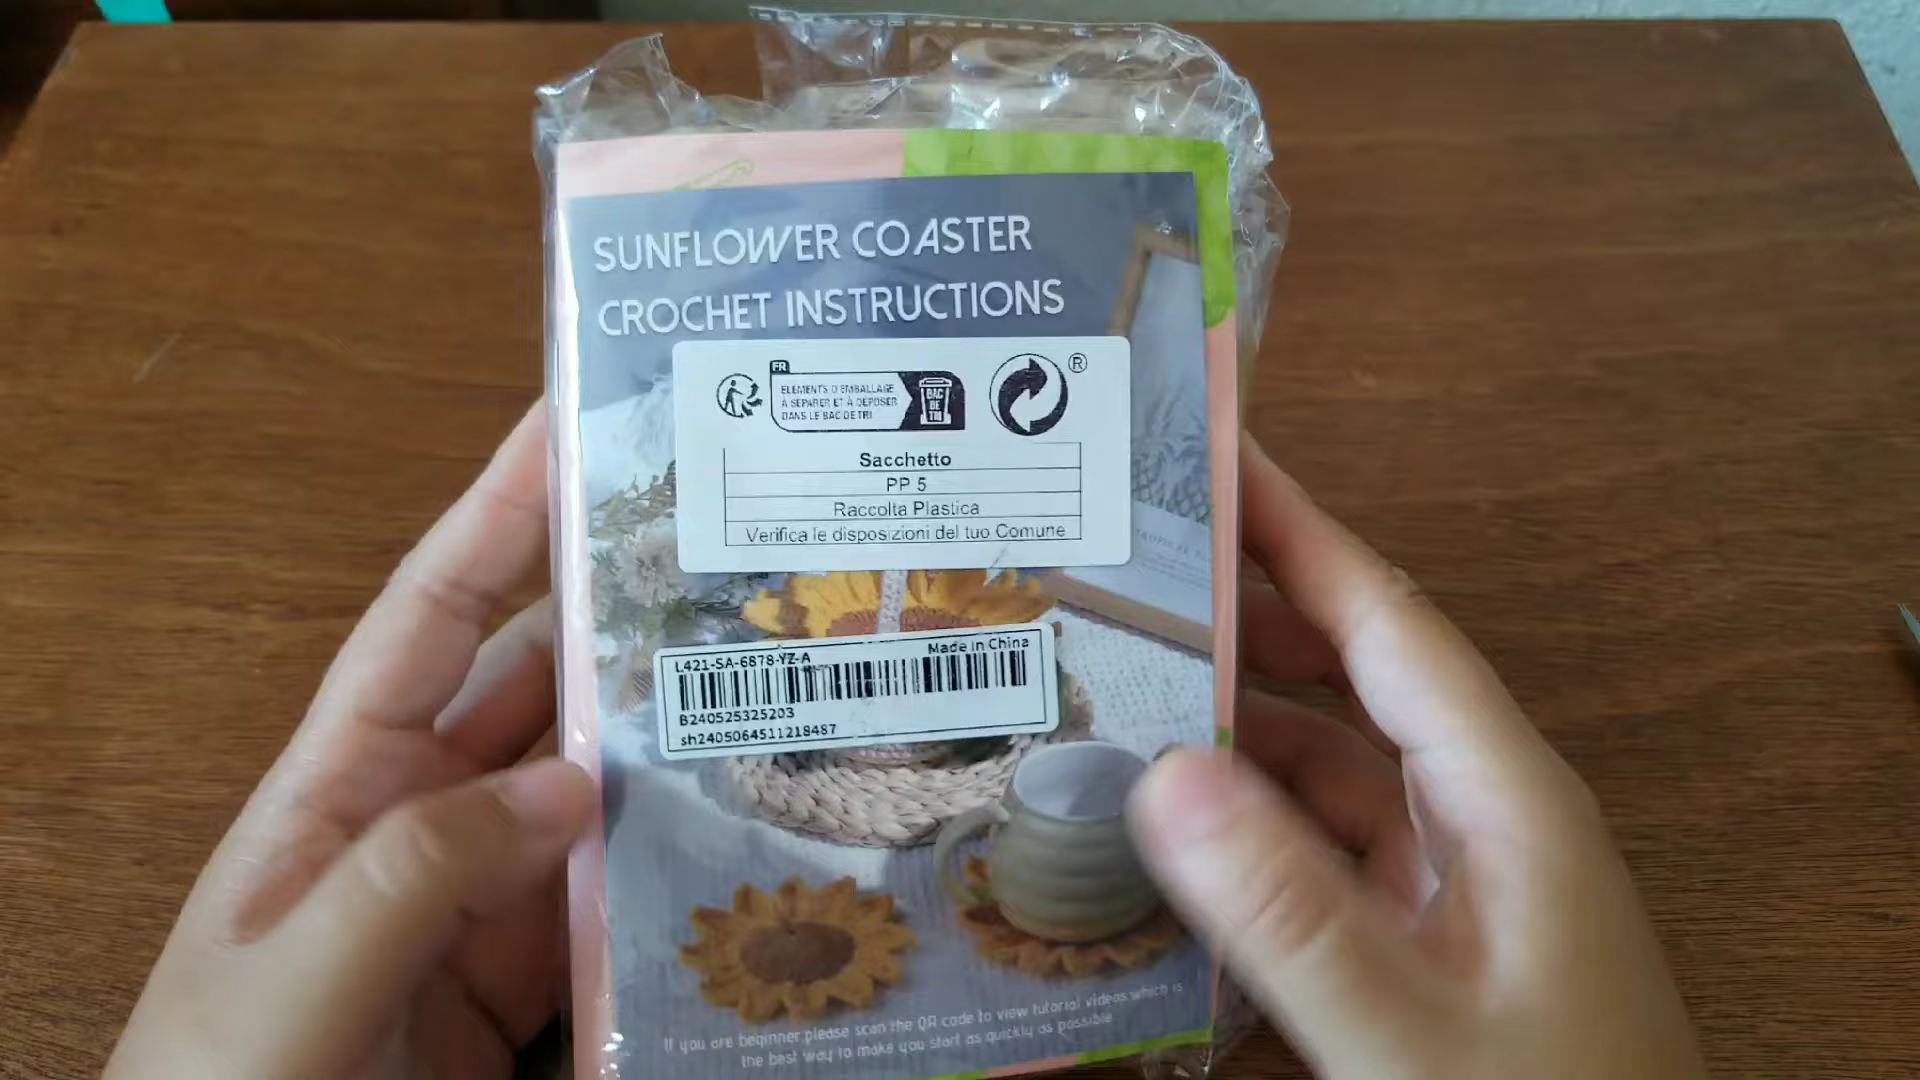 SUNFLOWER COASTER
CROCHET INSTRUCTIONS
FR
ELEMENTS D'EMBALLAGE
À SEPARER ET À DEPOSER
DANS LE BAC DE TRI
BAC
DE
TRI
®
Sacchetto
PP 5
Raccolta Plastica
Verifica le disposizioni del tuo Comune
L421-SA-6878-YZ-A
Made in China
B240525325203
sh2405064511218487
If you are beginner please scan the QR code to view tutorial videos which is
the best way to make you start as quickly as possible